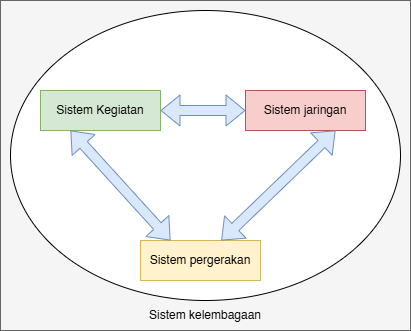 Sistem Kegiatan
Sistem jaringan
Sistem pergerakan
Sistem kelembagaan